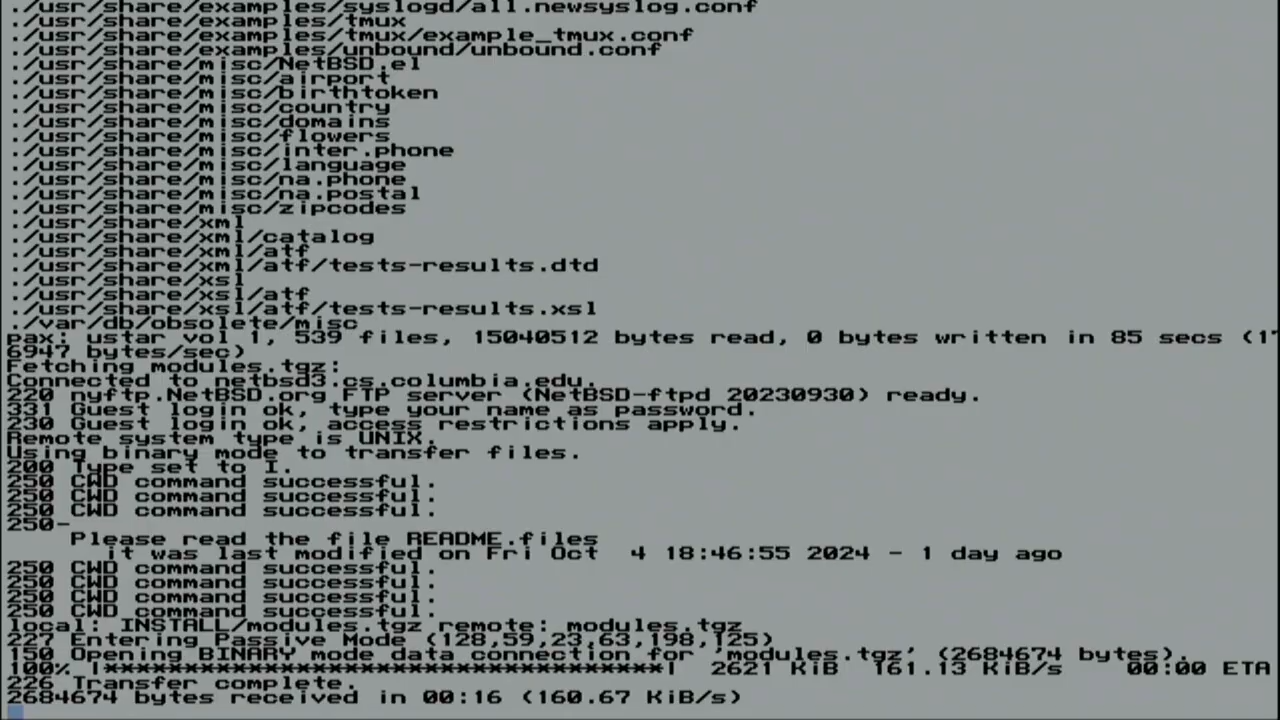 ./usr/share/examples/syslogd/all.newsyslog.conf
./usr/share/examples/tmux
./usr/share/examples/tmux/example_tmux.conf
./usr/share/examples/unbound/unbound.conf
./usr/share/misc/NetBSD.el
./usr/share/misc/airport
./usr/share/misc/birthtoken
./usr/share/misc/country
./usr/share/misc/domains
./usr/share/misc/flowers
./usr/share/misc/inter.phone
./usr/share/misc/language
./usr/share/misc/na.phone
./usr/share/misc/na.postal
./usr/share/misc/zipcodes
./usr/share/xml
./usr/share/xml/catalog
./usr/share/xml/atf
./usr/share/xml/atf/tests-results.dtd
./usr/share/xsl
./usr/share/xsl/atf
./usr/share/xsl/atf/tests-results.xsl
./var/db/obsolete/misc
pax: ustar vol 1, 539 files, 15040512 bytes read, 0 bytes written in 85 secs (17
6947 bytes/sec)
Fetching modules.tgz:
Connected to netbsd3.cs.columbia.edu.
220 nyftp.NetBSD.org FTP server (NetBSD-ftpd 20230930) ready.
331 Guest login ok, type your name as password.
230 Guest login ok, access restrictions apply.
Remote system type is UNIX.
Using binary mode to transfer files.
200 Type set to I.
250 CWD command successful.
250 CWD command successful.
250 CWD command successful.
250-
Please read the file README.files
it was last modified on Fri Oct  4 18:46:55 2024 - 1 day ago
250 CWD command successful.
250 CWD command successful.
250 CWD command successful.
250 CWD command successful.
local: INSTALL/modules.tgz remote: modules.tgz
227 Entering Passive Mode (128,59,23,63,198,125)
150 Opening BINARY mode data connection for 'modules.tgz' (2684674 bytes).
100% |***********************************|  2621 KiB  161.13 KiB/s    00:00 ETA
226 Transfer complete.
2684674 bytes received in 00:16 (160.67 KiB/s)